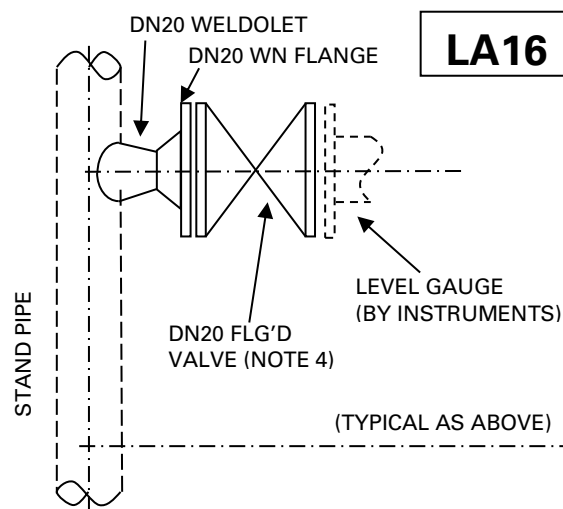 DN20 WELDOLET
DN20 WN FLANGE
LA16
LEVEL GAUGE
(BY INSTRUMENTS)
DN20 FLG'D
VALVE (NOTE 4)
STAND PIPE
(TYPICAL AS ABOVE)